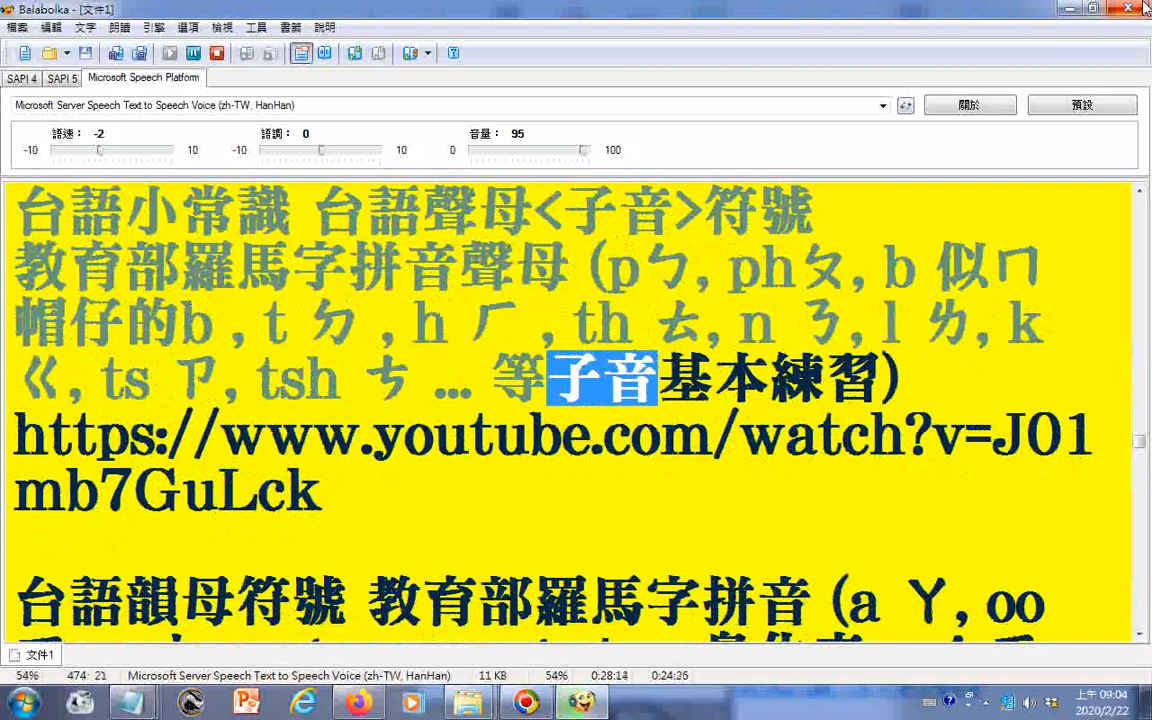 Balabolka - [文件1]
檔案 編輯 文字 朗讀 引擎 選項 檢視 工具 書籤 說明
SAPI 4 SAPI 5 Microsoft Speech Platform
Microsoft Server Speech Text to Speech Voice (zh-TW, HanHan) 關於 預設
語速： -2 語調： 0 音量： 95
-10 10 -10 10 0 100
台語小常識 台語聲母<子音>符號
教育部羅馬字拼音聲母 (pㄅ, phㄆ, b 似ㄇ
帽仔的b , t ㄉ , h ㄏ , th ㄊ, n ㄋ, l ㄌ, k
ㄍ, ts ㄗ, tsh ㄘ ... 等子音基本練習)
https://www.youtube.com/watch?v=J01
mb7GuLck
台語韻母符號 教育部羅馬字拼音 (a ㄚ, oo
文件1
54% 474: 21 Microsoft Server Speech Text to Speech Voice (zh-TW, HanHan) 11 KB 54% 0:28:14 0:24:26
上午 09:04
2020/2/22